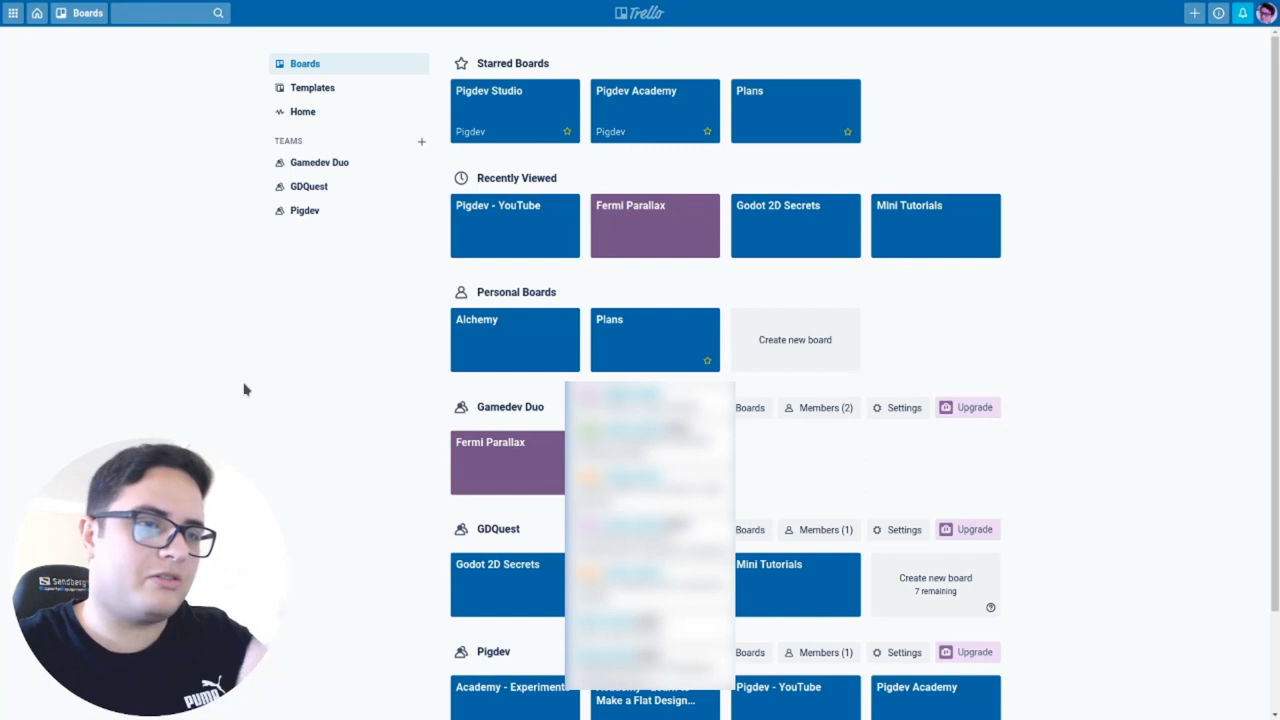 Boards
Trello
Boards
Templates
Home
TEAMS
Gamedev Duo
GDQuest
Pigdev
Starred Boards
Pigdev Studio
Pigdev
Pigdev Academy
Pigdev
Plans
Recently Viewed
Pigdev - YouTube
Fermi Parallax
Godot 2D Secrets
Mini Tutorials
Personal Boards
Alchemy
Plans
Create new board
Gamedev Duo
Boards
Members (2)
Settings
Upgrade
Fermi Parallax
GDQuest
Boards
Members (1)
Settings
Upgrade
Godot 2D Secrets
Mini Tutorials
Create new board
7 remaining
Pigdev
Boards
Members (1)
Settings
Upgrade
Academy - Experiments
Make a Flat Design...
Pigdev - YouTube
Pigdev Academy
Sandberg
PUMA